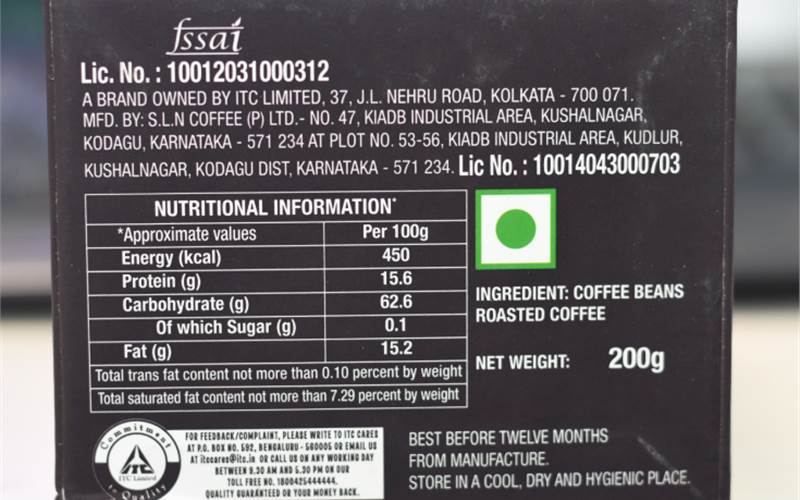 fssai
Lic. No. : 10012031000312
A BRAND OWNED BY ITC LIMITED, 37, J.L. NEHRU ROAD, KOLKATA - 700 071.
MFD. BY: S.L.N COFFEE (P) LTD.- NO. 47, KIADB INDUSTRIAL AREA, KUSHALNAGAR,
KODAGU, KARNATAKA - 571 234 AT PLOT NO. 53-56, KIADB INDUSTRIAL AREA, KUDLUR,
KUSHALNAGAR, KODAGU DIST, KARNATAKA - 571 234. Lic No. : 10014043000703
NUTRITIONAL INFORMATION*
*Approximate values Per 100g
Energy (kcal) 450
Protein (g) 15.6
Carbohydrate (g) 62.6
Of which Sugar (g) 0.1
Fat (g) 15.2
Total trans fat content not more than 0.10 percent by weight
Total saturated fat content not more than 7.29 percent by weight
INGREDIENT: COFFEE BEANS
ROASTED COFFEE
NET WEIGHT: 200g
Commitment
ITC Limited
to Quality
FOR FEEDBACK/COMPLAINT, PLEASE WRITE TO ITC CARES
AT P.O. BOX NO. 592, BENGALURU - 560005 OR EMAIL US
AT itccares@itc.in OR CALL US ON ANY WORKING DAY
BETWEEN 9.30 AM AND 5.30 PM ON OUR
TOLL FREE NO. 1800425444444.
QUALITY GUARANTEED OR YOUR MONEY BACK.
BEST BEFORE TWELVE MONTHS
FROM MANUFACTURE.
STORE IN A COOL, DRY AND HYGIENIC PLACE.